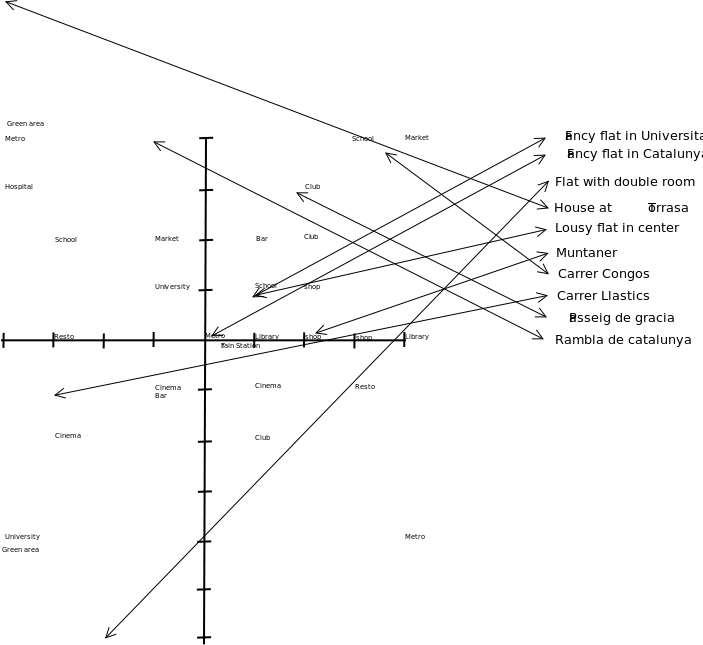 Green area
Metro
School
Market
Fancy flat in Universita
Fancy flat in Catalunya
Hospital
Club
Flat with double room
House at Torrasa
Lousy flat in center
School
Market
Bar
Club
Muntaner
Carrer Congos
University
School
shop
Carrer Llastics
Passeig de gracia
Resto
Metro
Library
shop
shop
Library
Rambla de catalunya
Train Station
Cinema
Bar
Cinema
Resto
Cinema
Club
University
Green area
Metro